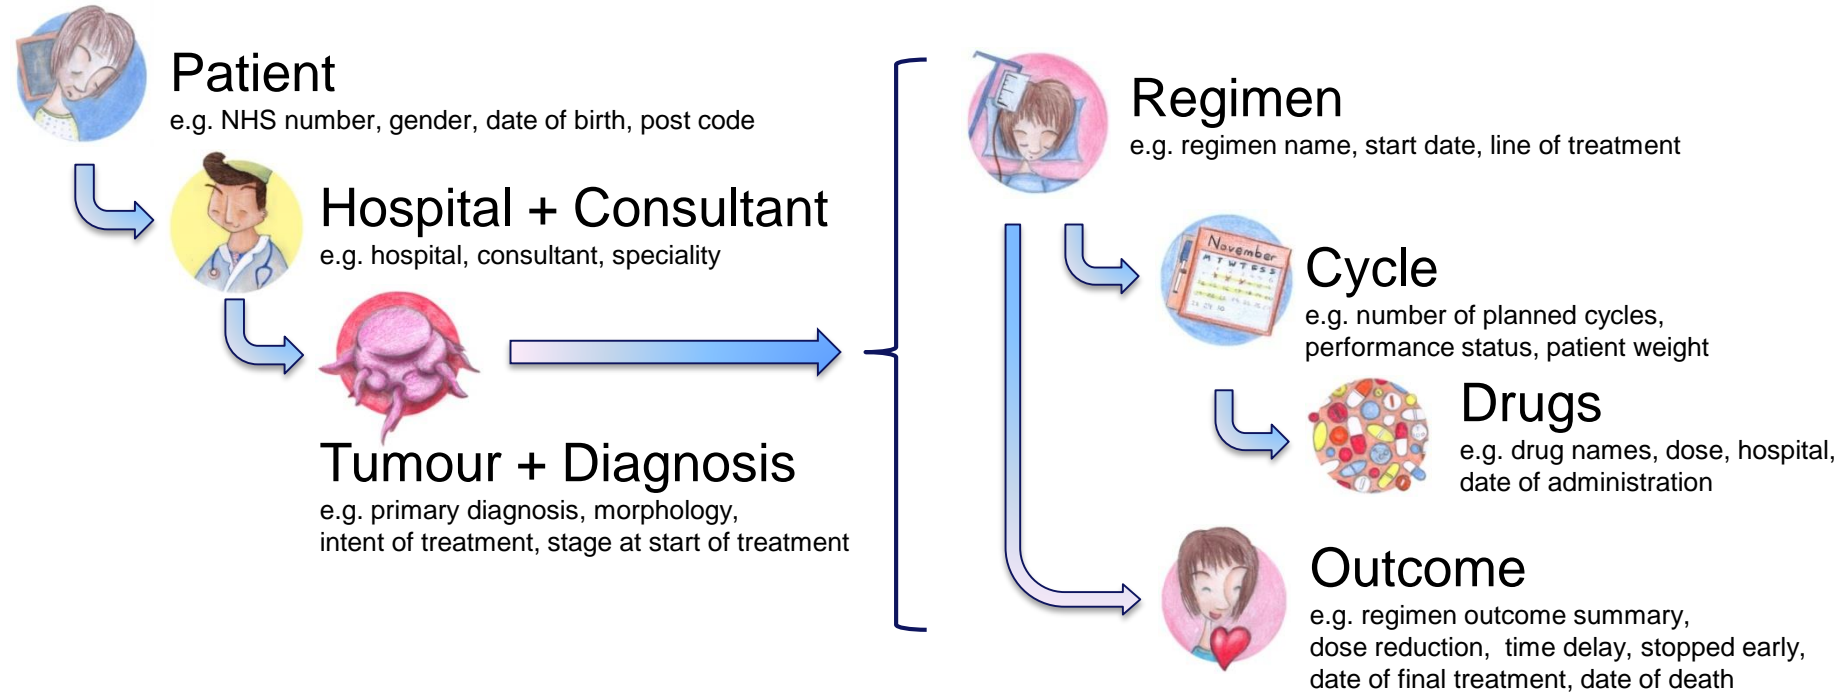 Patient
e.g. NHS number, gender, date of birth, post code
Hospital + Consultant
e.g. hospital, consultant, speciality
Tumour + Diagnosis
e.g. primary diagnosis, morphology,
intent of treatment, stage at start of treatment
Regimen
e.g. regimen name, start date, line of treatment
November
M T W T F S S
Cycle
e.g. number of planned cycles,
performance status, patient weight
Drugs
e.g. drug names, dose, hospital,
date of administration
Outcome
e.g. regimen outcome summary,
dose reduction,  time delay, stopped early,
date of final treatment, date of death